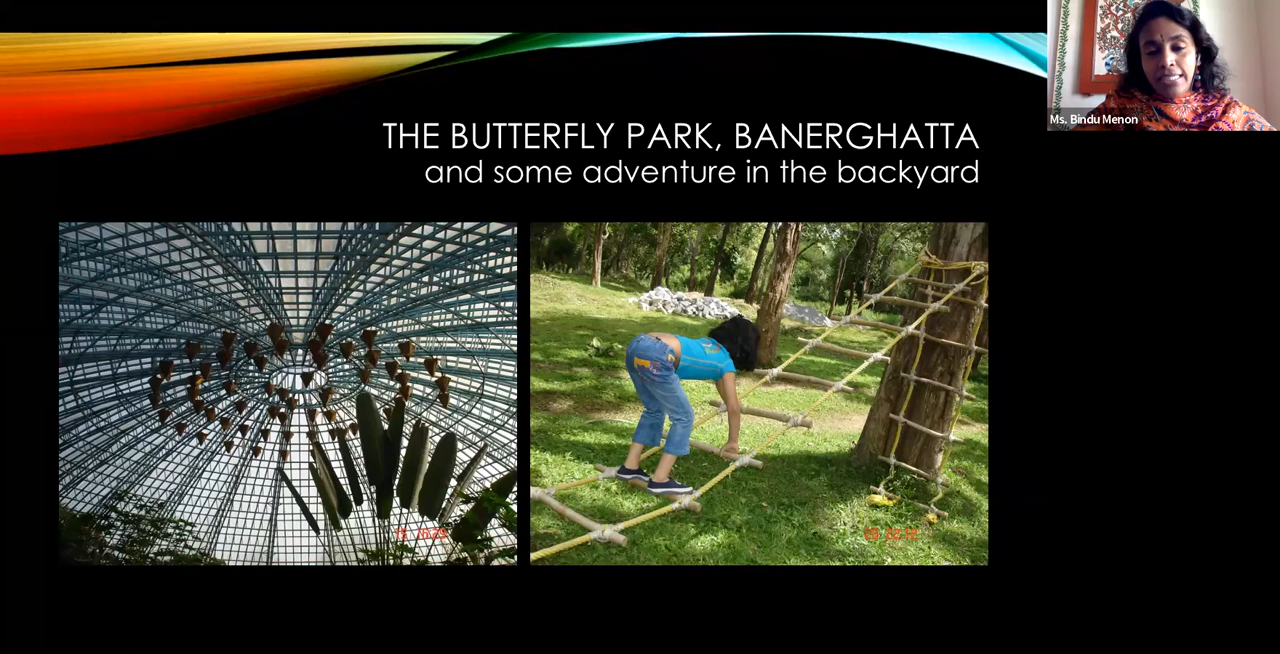 THE BUTTERFLY PARK, BANERGHATTA
and some adventure in the backyard
Ms. Bindu Menon